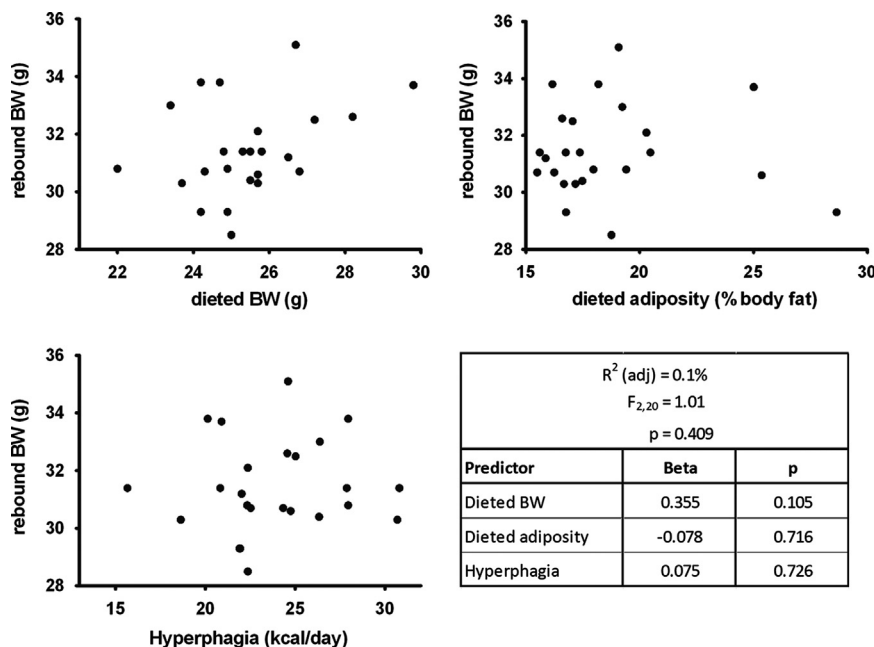 36
34
32
30
28
rebound BW (g)
22 24 26 28 30
dieted BW (g)
36
34
32
30
28
rebound BW (g)
15 20 25 30
dieted adiposity (% body fat)
36
34
32
30
28
rebound BW (g)
15 20 25 30
Hyperphagia (kcal/day)
R² (adj) = 0.1%
F₂,₂₀ = 1.01
p = 0.409
Predictor Beta p
Dieted BW 0.355 0.105
Dieted adiposity -0.078 0.716
Hyperphagia 0.075 0.726